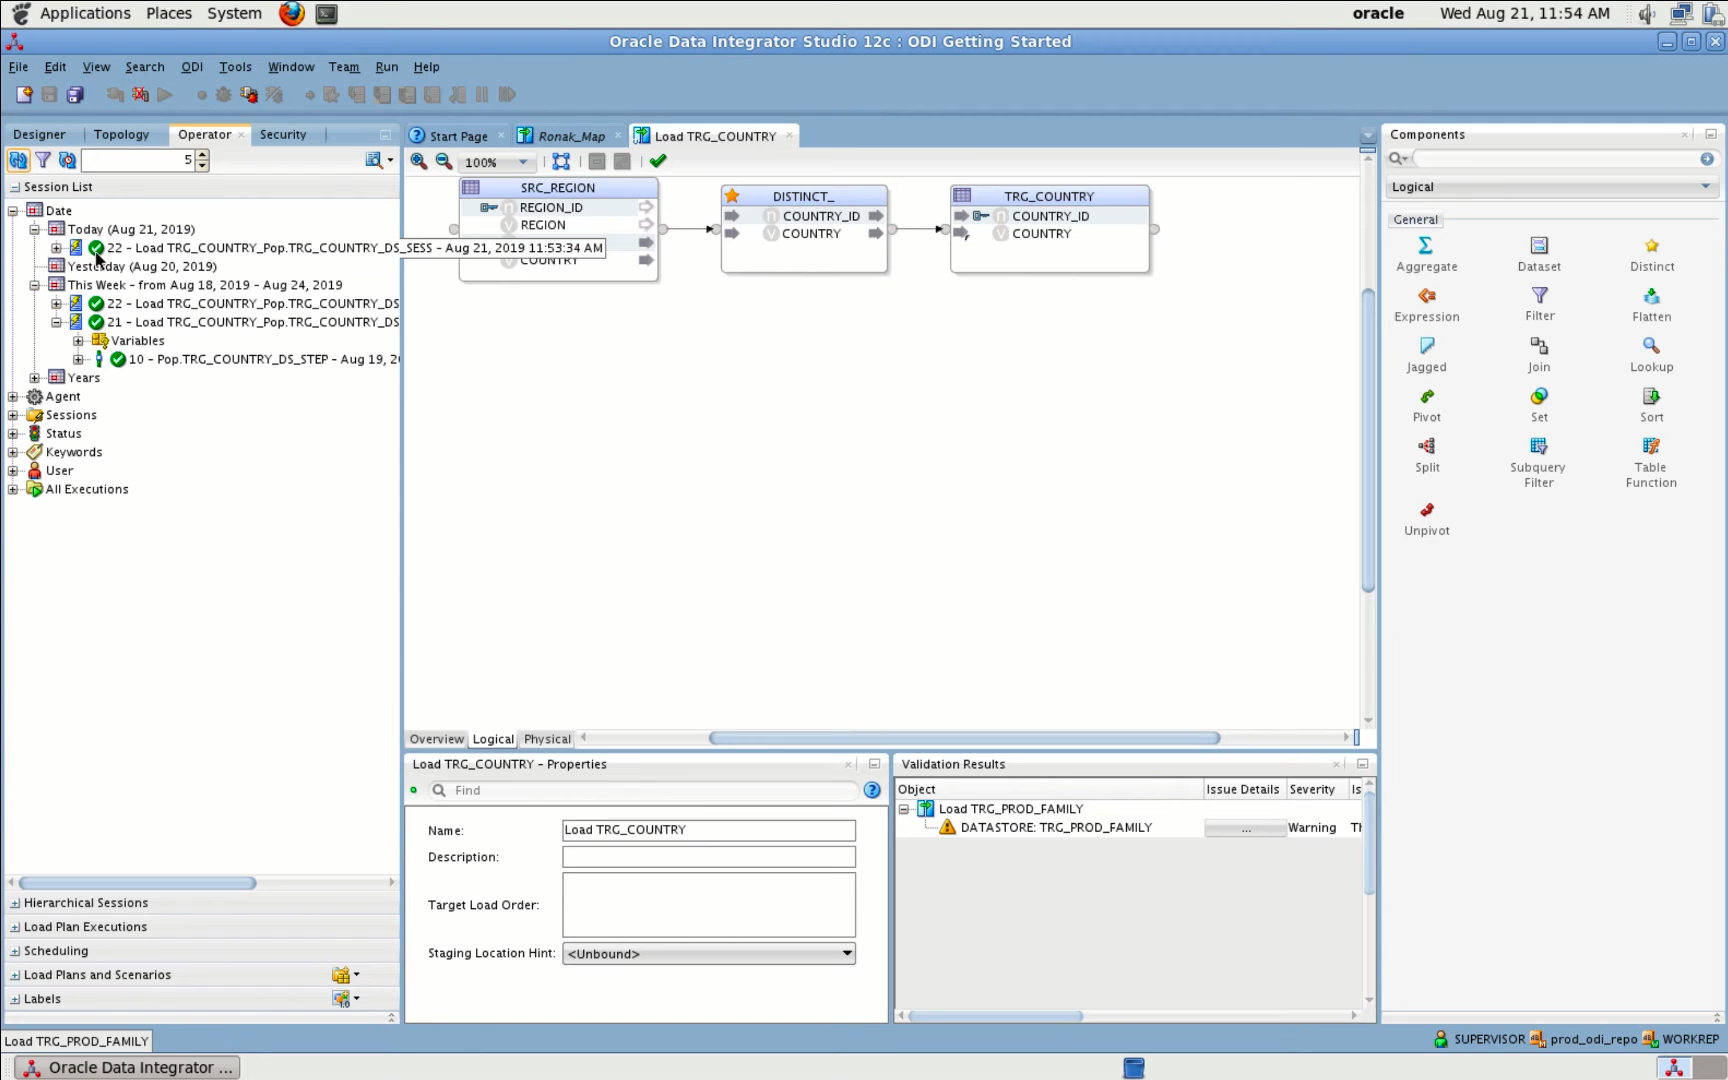 Applications Places System oracle Wed Aug 21, 11:54 AM
Oracle Data Integrator Studio 12c : ODI Getting Started
File Edit View Search ODI Tools Window Team Run Help
Designer Topology Operator Security
Start Page Ronak_Map Load TRG_COUNTRY
Components
5
100%
Session List
Logical
Date
Today (Aug 21, 2019)
22 - Load TRG_COUNTRY_Pop.TRG_COUNTRY_DS_SESS - Aug 21, 2019 11:53:34 AM
Yesterday (Aug 20, 2019)
This Week - from Aug 18, 2019 - Aug 24, 2019
22 - Load TRG_COUNTRY_Pop.TRG_COUNTRY_DS
21 - Load TRG_COUNTRY_Pop.TRG_COUNTRY_DS
Variables
10 - Pop.TRG_COUNTRY_DS_STEP - Aug 19, 20
Years
Agent
Sessions
Status
Keywords
User
All Executions
SRC_REGION
REGION_ID
REGION
COUNTRY
DISTINCT_
COUNTRY_ID
COUNTRY
TRG_COUNTRY
COUNTRY_ID
COUNTRY
General
Aggregate Dataset Distinct
Expression Filter Flatten
Jagged Join Lookup
Pivot Set Sort
Split Subquery Filter Table Function
Unpivot
Overview Logical Physical
Load TRG_COUNTRY - Properties
Find
Name: Load TRG_COUNTRY
Description:
Target Load Order:
Staging Location Hint: <Unbound>
Validation Results
Object Issue Details Severity Is
Load TRG_PROD_FAMILY
DATASTORE: TRG_PROD_FAMILY ... Warning Th
Hierarchical Sessions
Load Plan Executions
Scheduling
Load Plans and Scenarios
Labels
Load TRG_PROD_FAMILY
SUPERVISOR prod_odi_repo WORKREP
Oracle Data Integrator ...